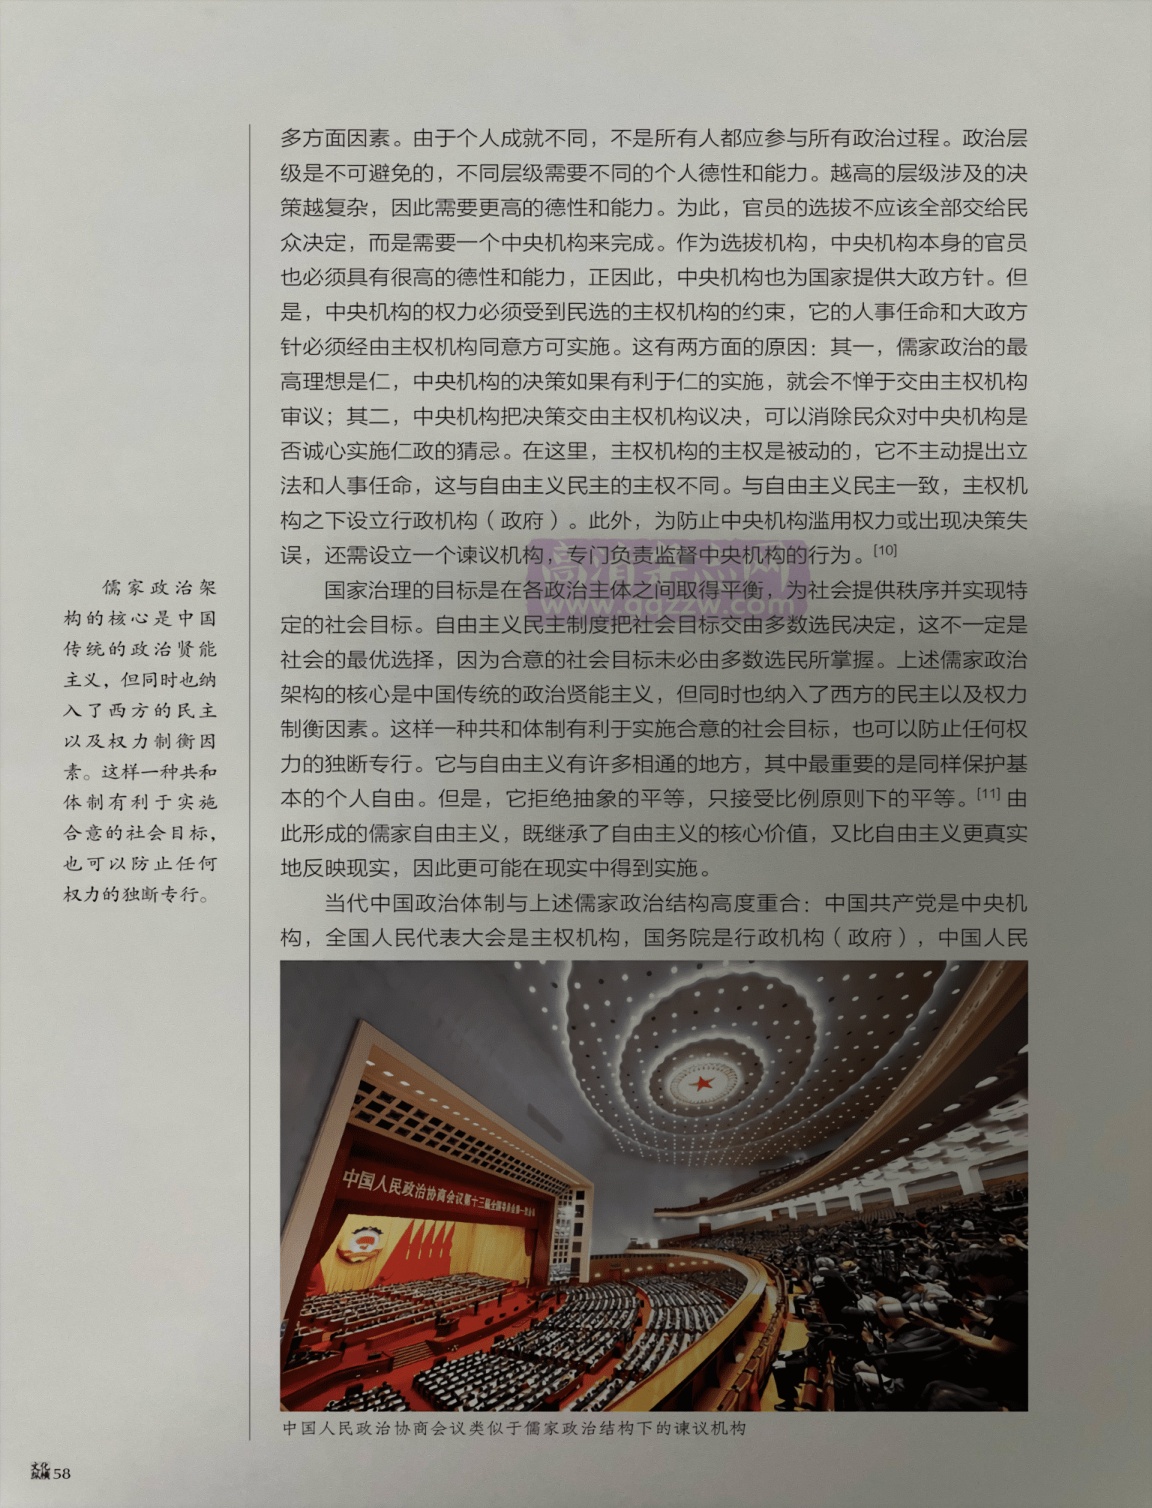 多方面因素。由于个人成就不同，不是所有人都应参与所有政治过程。政治层
级是不可避免的，不同层级需要不同的个人德性和能力。越高的层级涉及的决
策越复杂，因此需要更高的德性和能力。为此，官员的选拔不应该全部交给民
众决定，而是需要一个中央机构来完成。作为选拔机构，中央机构本身的官员
也必须具有很高的德性和能力，正因此，中央机构也为国家提供大政方针。但
是，中央机构的权力必须受到民选的主权机构的约束，它的人事任命和大政方
针必须经由主权机构同意方可实施。这有两方面的原因：其一，儒家政治的最
高理想是仁，中央机构的决策如果有利于仁的实施，就会不惮于交由主权机构
审议；其二，中央机构把决策交由主权机构议决，可以消除民众对中央机构是
否诚心实施仁政的猜忌。在这里，主权机构的主权是被动的，它不主动提出立
法和人事任命，这与自由主义民主的主权不同。与自由主义民主一致，主权机
构之下设立行政机构（政府）。此外，为防止中央机构滥用权力或出现决策失
误，还需设立一个谏议机构，专门负责监督中央机构的行为。[10]
国家治理的目标是在各政治主体之间取得平衡，为社会提供秩序并实现特
定的社会目标。自由主义民主制度把社会目标交由多数选民决定，这不一定是
社会的最优选择，因为合意的社会目标未必由多数选民所掌握。上述儒家政治
架构的核心是中国传统的政治贤能主义，但同时也纳入了西方的民主以及权力
制衡因素。这样一种共和体制有利于实施合意的社会目标，也可以防止任何权
力的独断专行。它与自由主义有许多相通的地方，其中最重要的是同样保护基
本的个人自由。但是，它拒绝抽象的平等，只接受比例原则下的平等。[11] 由
此形成的儒家自由主义，既继承了自由主义的核心价值，又比自由主义更真实
地反映现实，因此更可能在现实中得到实施。
当代中国政治体制与上述儒家政治结构高度重合：中国共产党是中央机
构，全国人民代表大会是主权机构，国务院是行政机构（政府），中国人民
儒家政治架
构的核心是中国
传统的政治贤能
主义，但同时也纳
入了西方的民主
以及权力制衡因
素。这样一种共和
体制有利于实施
合意的社会目标，
也可以防止任何
权力的独断专行。
www.qqzzw.com
中国人民政治协商会议第十三届全国委员会第一次会议
中国人民政治协商会议类似于儒家政治结构下的谏议机构
文化
纵横 58